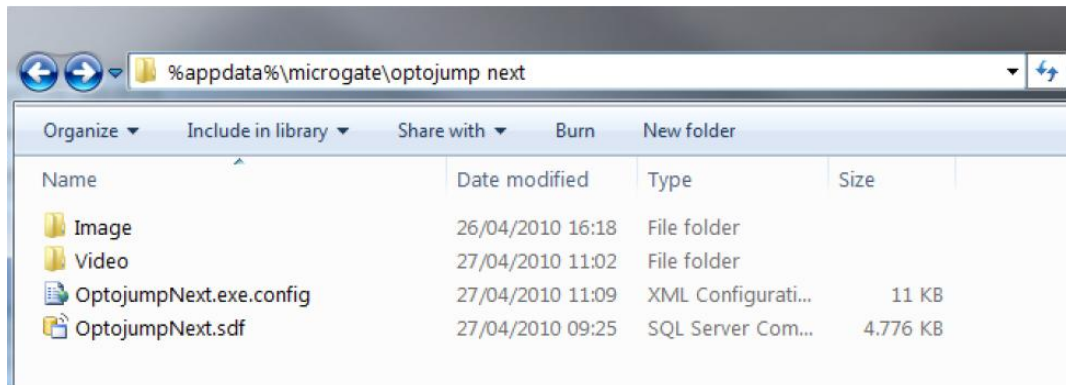 %appdata%\microgate\optojump next
Organize Include in library Share with Burn New folder
Name Date modified Type Size
Image 26/04/2010 16:18 File folder
Video 27/04/2010 11:02 File folder
OptojumpNext.exe.config 27/04/2010 11:09 XML Configurati... 11 KB
OptojumpNext.sdf 27/04/2010 09:25 SQL Server Com... 4.776 KB